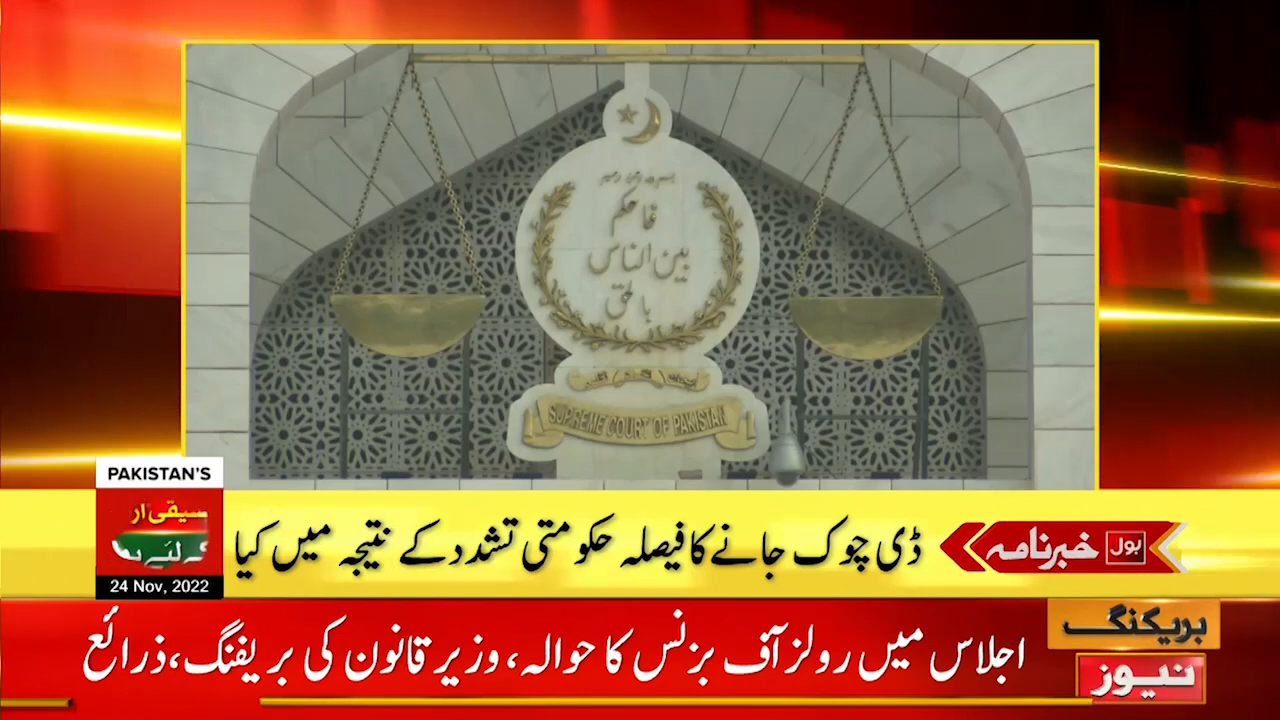 فاحکم
بین الناس
بالحق
SUPREME COURT OF PAKISTAN
PAKISTAN'S
24 Nov, 2022
بول خبرنامہ
ڈی چوک جانے کا فیصلہ حکومتی تشدد کے نتیجہ میں کیا
بریکنگ
نیوز
اجلاس میں رولز آف بزنس کا حوالہ، وزیر قانون کی بریفنگ، ذرائع